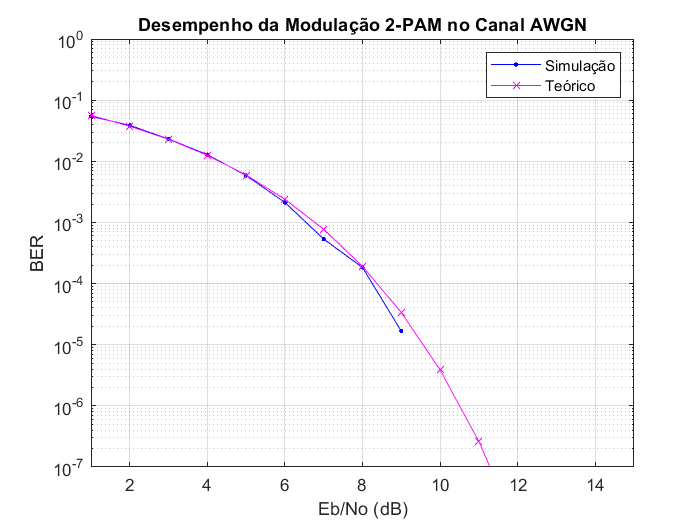 Desempenho da Modulação 2-PAM no Canal AWGN
Simulação
Teórico
10^0
10^-1
10^-2
10^-3
10^-4
10^-5
10^-6
10^-7
BER
2 4 6 8 10 12 14
Eb/No (dB)